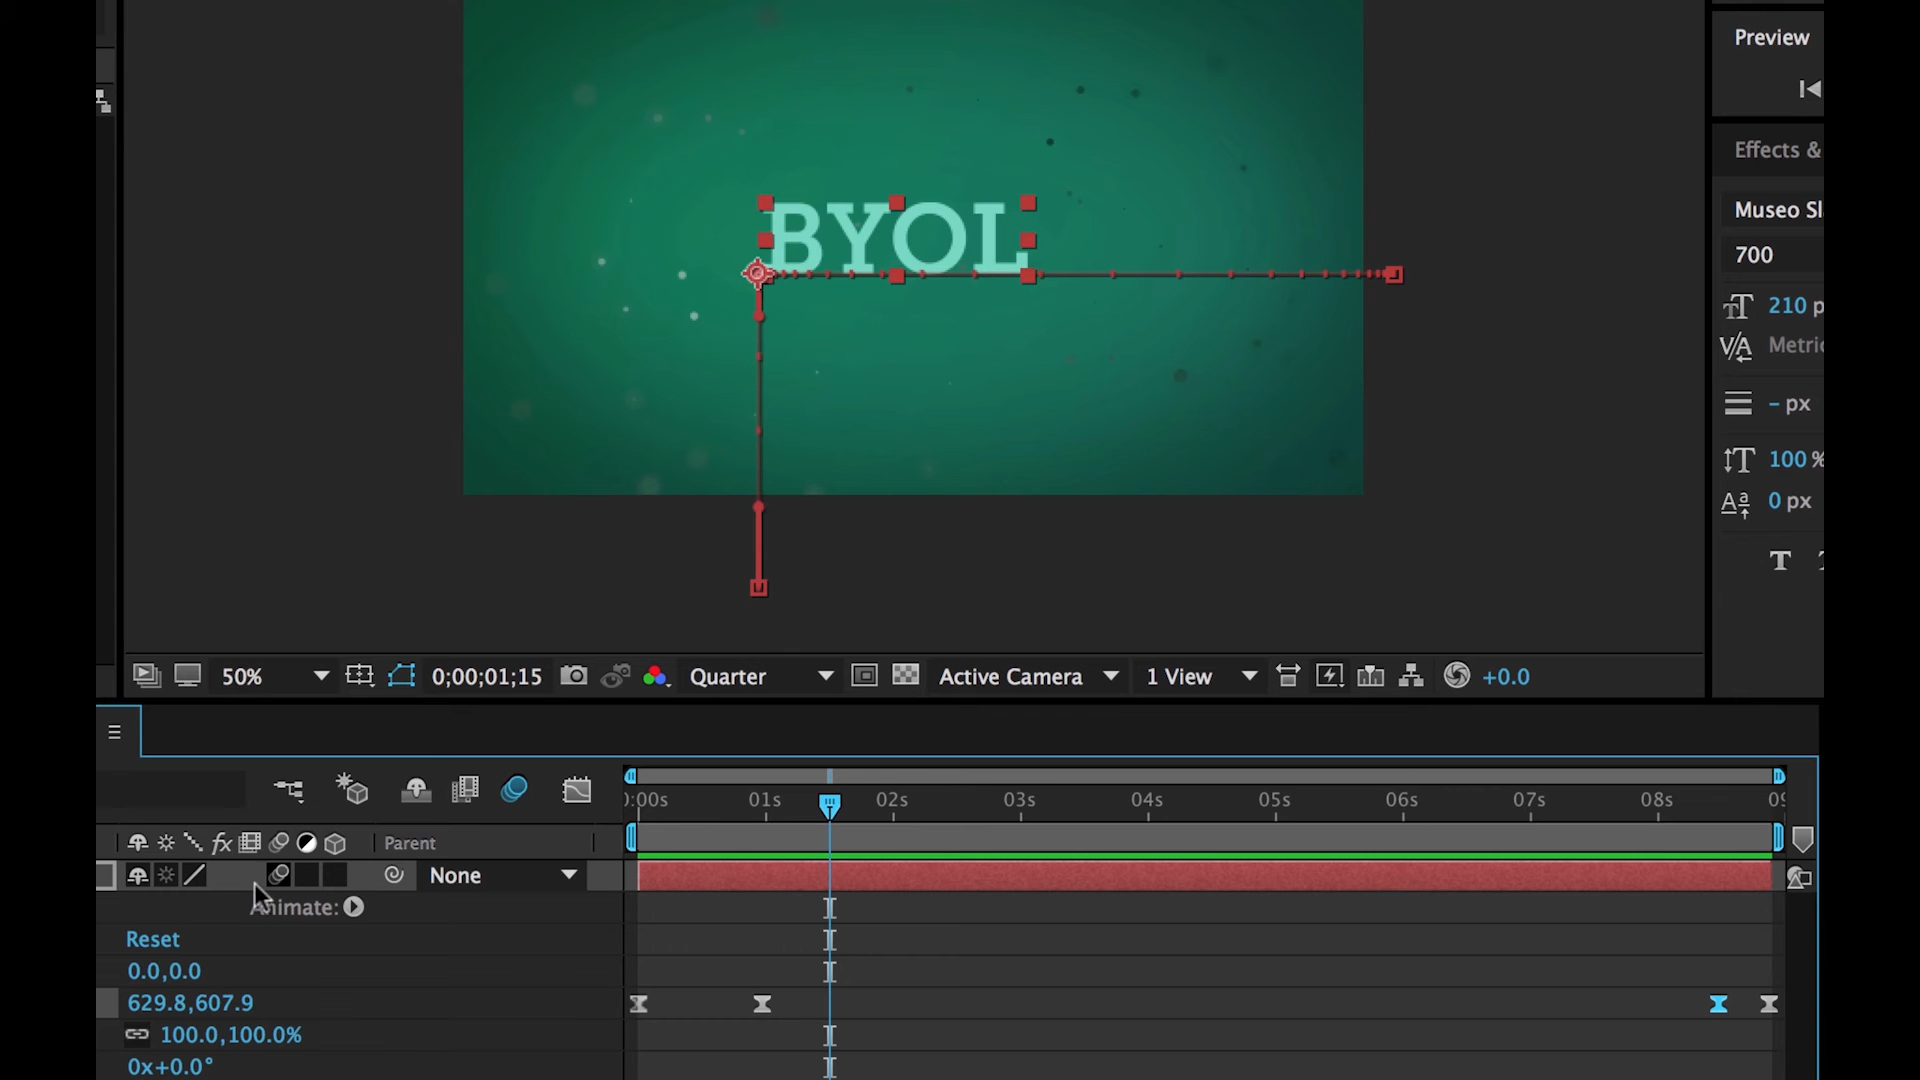 Preview
Effects &
BYOL
Museo Sl
700
210 p
Metric
- px
100 %
0 px
50%
0;00;01;15
Quarter
Active Camera
1 View
+0.0
0:00s 01s 02s 03s 04s 05s 06s 07s 08s 09
fx
Parent
None
Animate:
Reset
0.0,0.0
629.8,607.9
100.0,100.0%
0x+0.0°